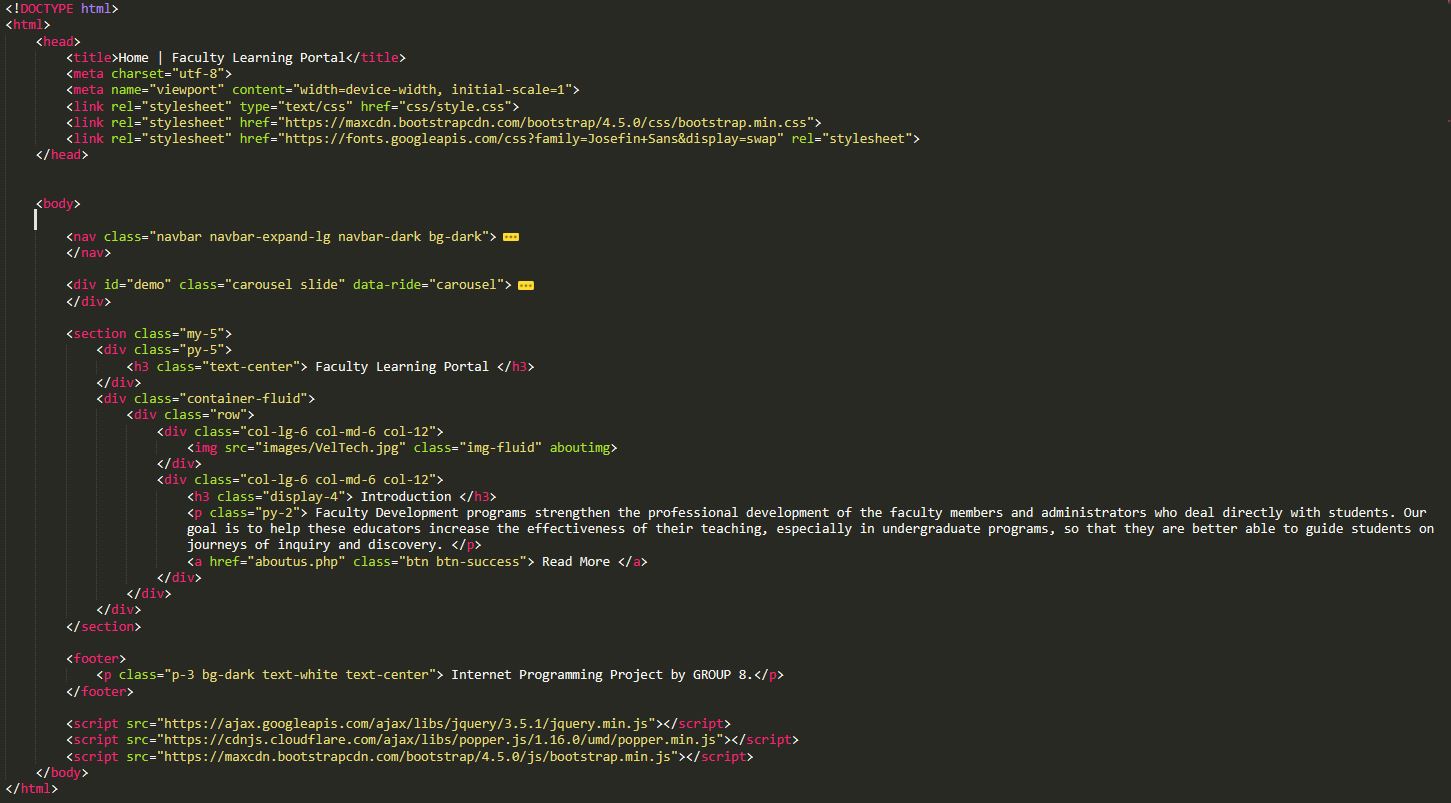 <!DOCTYPE html>
<html>
<head>
<title>Home | Faculty Learning Portal</title>
<meta charset="utf-8">
<meta name="viewport" content="width=device-width, initial-scale=1">
<link rel="stylesheet" type="text/css" href="css/style.css">
<link rel="stylesheet" href="https://maxcdn.bootstrapcdn.com/bootstrap/4.5.0/css/bootstrap.min.css">
<link rel="stylesheet" href="https://fonts.googleapis.com/css?family=Josefin+Sans&display=swap" rel="stylesheet">
</head>
<body>
<nav class="navbar navbar-expand-lg navbar-dark bg-dark"> ...
</nav>
<div id="demo" class="carousel slide" data-ride="carousel"> ...
</div>
<section class="my-5">
<div class="py-5">
<h3 class="text-center"> Faculty Learning Portal </h3>
</div>
<div class="container-fluid">
<div class="row">
<div class="col-lg-6 col-md-6 col-12">
<img src="images/VelTech.jpg" class="img-fluid" aboutimg>
</div>
<div class="col-lg-6 col-md-6 col-12">
<h3 class="display-4"> Introduction </h3>
<p class="py-2"> Faculty Development programs strengthen the professional development of the faculty members and administrators who deal directly with students. Our
goal is to help these educators increase the effectiveness of their teaching, especially in undergraduate programs, so that they are better able to guide students on
journeys of inquiry and discovery. </p>
<a href="aboutus.php" class="btn btn-success"> Read More </a>
</div>
</div>
</div>
</section>
<footer>
<p class="p-3 bg-dark text-white text-center"> Internet Programming Project by GROUP 8.</p>
</footer>
<script src="https://ajax.googleapis.com/ajax/libs/jquery/3.5.1/jquery.min.js"></script>
<script src="https://cdnjs.cloudflare.com/ajax/libs/popper.js/1.16.0/umd/popper.min.js"></script>
<script src="https://maxcdn.bootstrapcdn.com/bootstrap/4.5.0/js/bootstrap.min.js"></script>
</body>
</html>